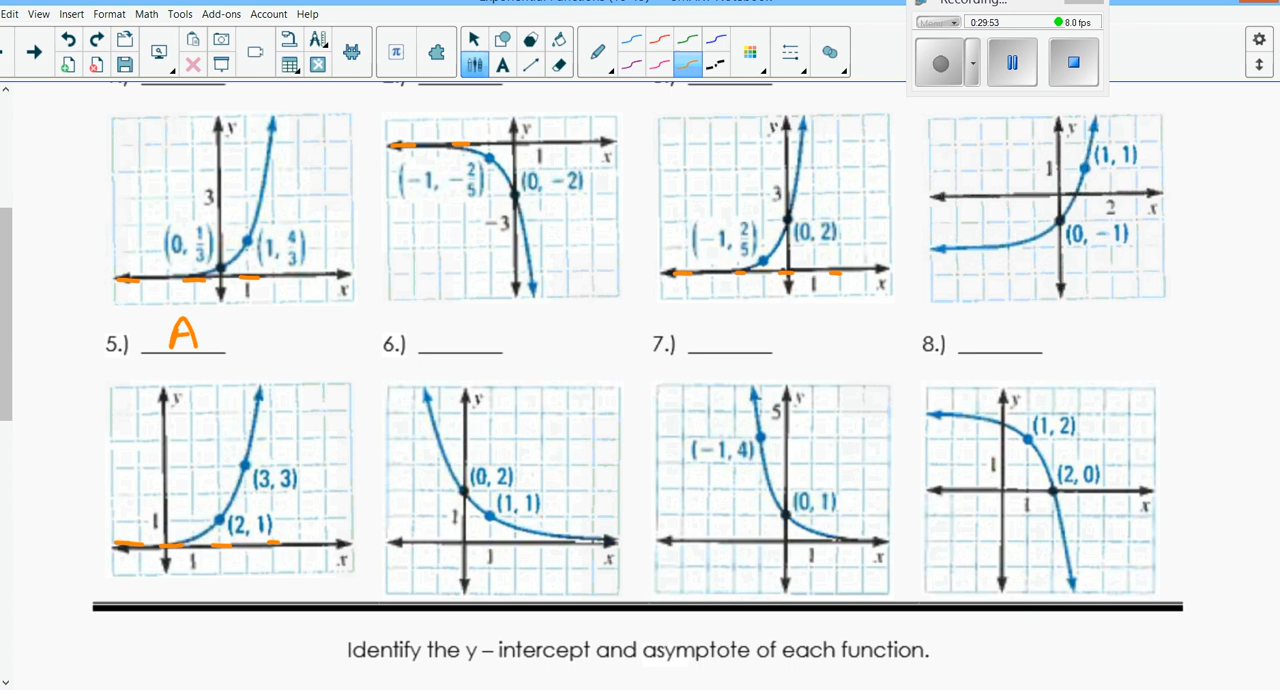 Recording...
Edit View Insert Format Math Tools Add-ons Account Help
Menu 0:29:53 8.0 fps
π
A
y
3
(0, 1/3) (1, 4/3)
1 x
y
1 x
(-1, -2/5) (0, -2)
-3
y
3
(-1, 2/5) (0, 2)
1 x
y
1 (1, 1)
2 x
(0, -1)
5.) A 6.) 7.) 8.)
y
(3, 3)
1 (2, 1)
1 x
y
(0, 2)
(1, 1)
1
1 x
5 y
(-1, 4)
(0, 1)
1 x
y
(1, 2)
1 (2, 0)
1 x
Identify the y – intercept and asymptote of each function.